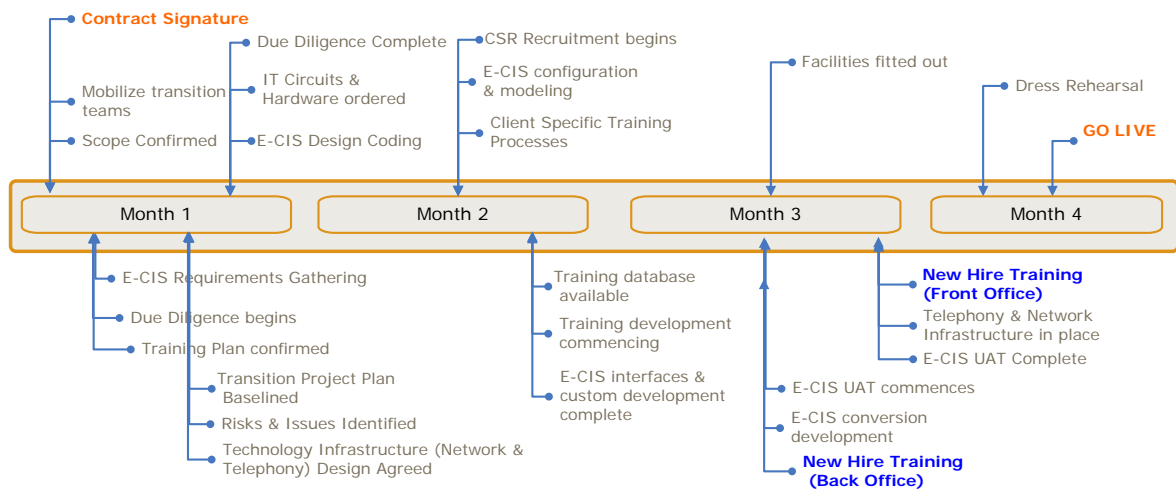 Contract Signature
Mobilize transition
teams
Scope Confirmed
Due Diligence Complete
IT Circuits &
Hardware ordered
E-CIS Design Coding
CSR Recruitment begins
E-CIS configuration
& modeling
Client Specific Training
Processes
Facilities fitted out
Dress Rehearsal
GO LIVE
Month 1
Month 2
Month 3
Month 4
E-CIS Requirements Gathering
Due Diligence begins
Training Plan confirmed
Transition Project Plan
Baselined
Risks & Issues Identified
Technology Infrastructure (Network &
Telephony) Design Agreed
Training database
available
Training development
commencing
E-CIS interfaces &
custom development
complete
E-CIS UAT commences
E-CIS conversion
development
New Hire Training
(Back Office)
New Hire Training
(Front Office)
Telephony & Network
Infrastructure in place
E-CIS UAT Complete